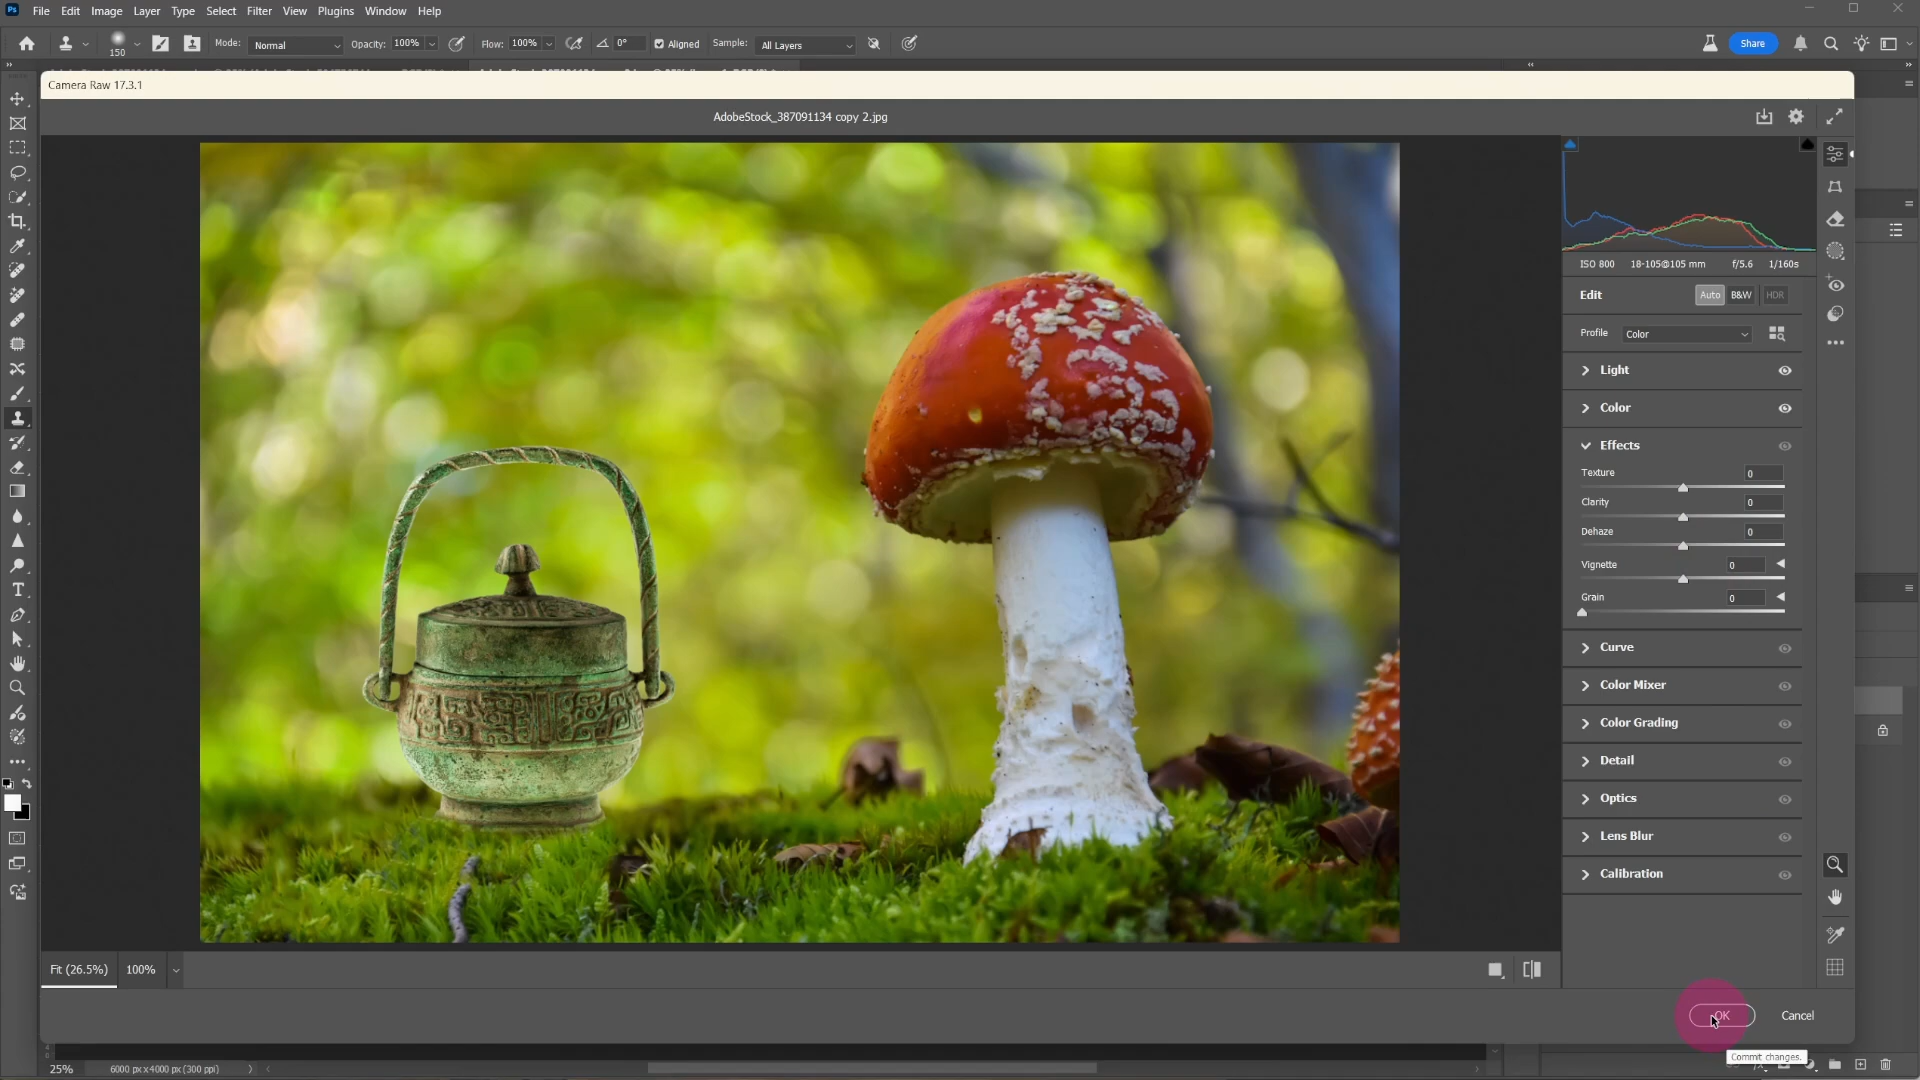 Ps File Edit Image Layer Type Select Filter View Plugins Window Help
150 Mode: Normal Opacity: 100% Flow: 100% 0° Aligned Sample: All Layers Share
Camera Raw 17.3.1
AdobeStock_387091134 copy 2.jpg
ISO 800 18-105@105 mm f/5.6 1/160s
Edit Auto B&W HDR
Profile Color
Light
Color
Effects
Texture 0
Clarity 0
Dehaze 0
Vignette 0
Grain 0
Curve
Color Mixer
Color Grading
Detail
Optics
Lens Blur
Calibration
Fit (26.5%) 100%
OK Cancel
Commit changes.
25% 6000 px x 4000 px (300 ppi)